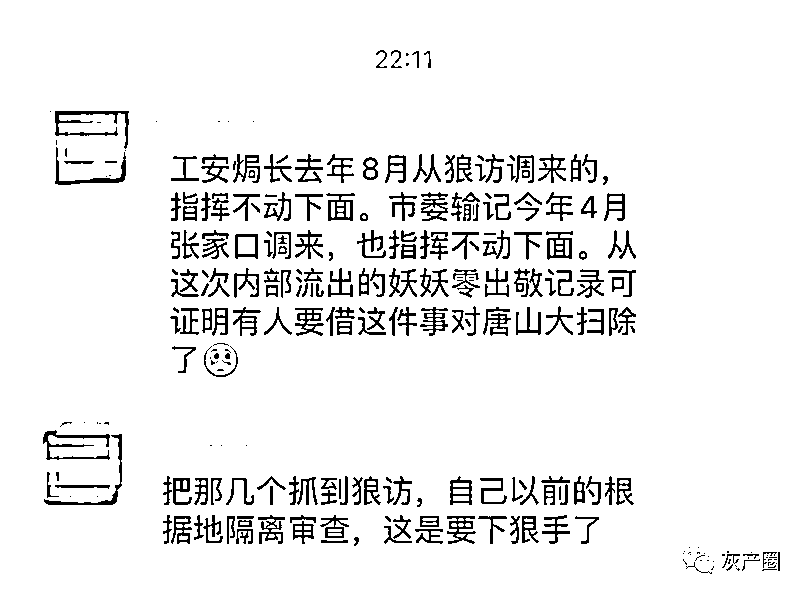 22:11
工安焗长去年8月从狼访调来的，
指挥不动下面。市萎输记今年4月
张家口调来，也指挥不动下面。从
这次内部流出的妖妖零出敬记录可
证明有人要借这件事对唐山大扫除
了🥺
把那几个抓到狼访，自己以前的根
据地隔离审查，这是要下狠手了
灰产圈